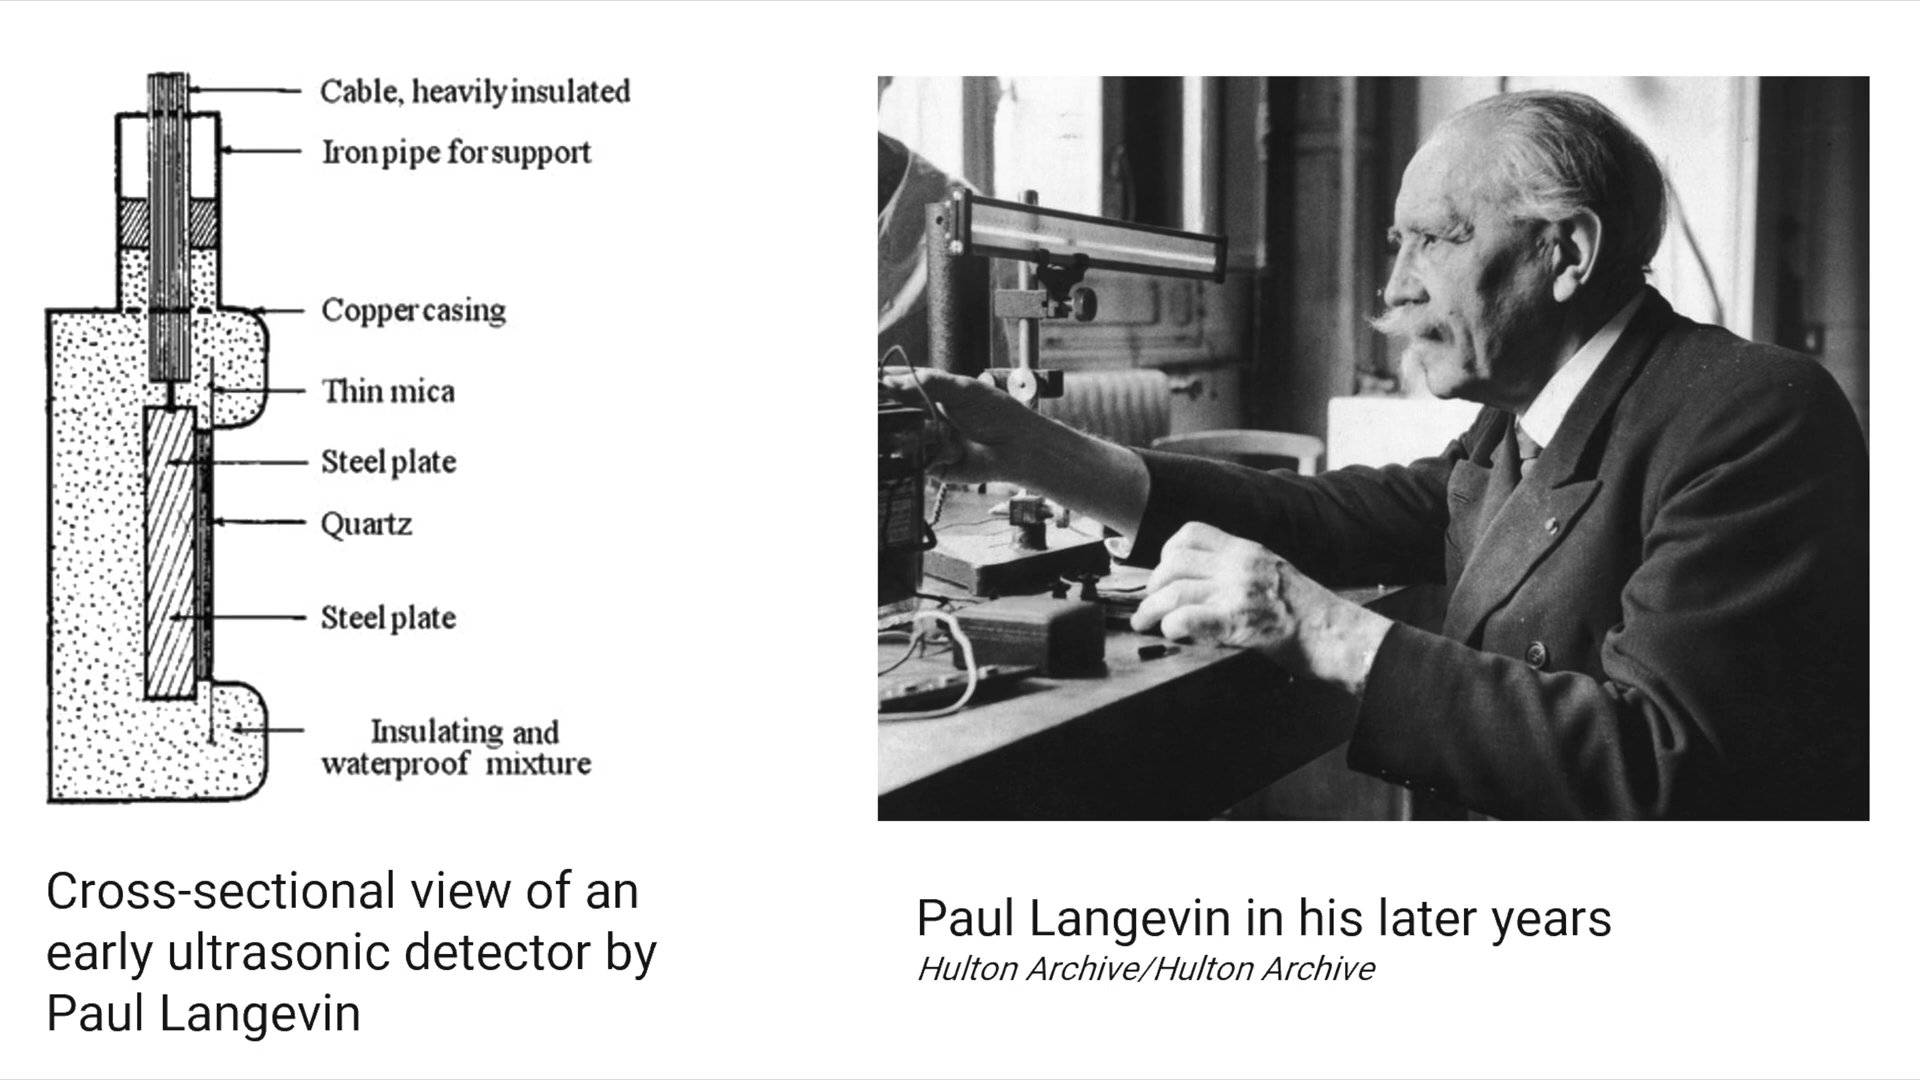 Cable, heavily insulated
Iron pipe for support
Copper casing
Thin mica
Steel plate
Quartz
Steel plate
Insulating and
waterproof mixture
Cross-sectional view of an
early ultrasonic detector by
Paul Langevin
Paul Langevin in his later years
Hulton Archive/Hulton Archive